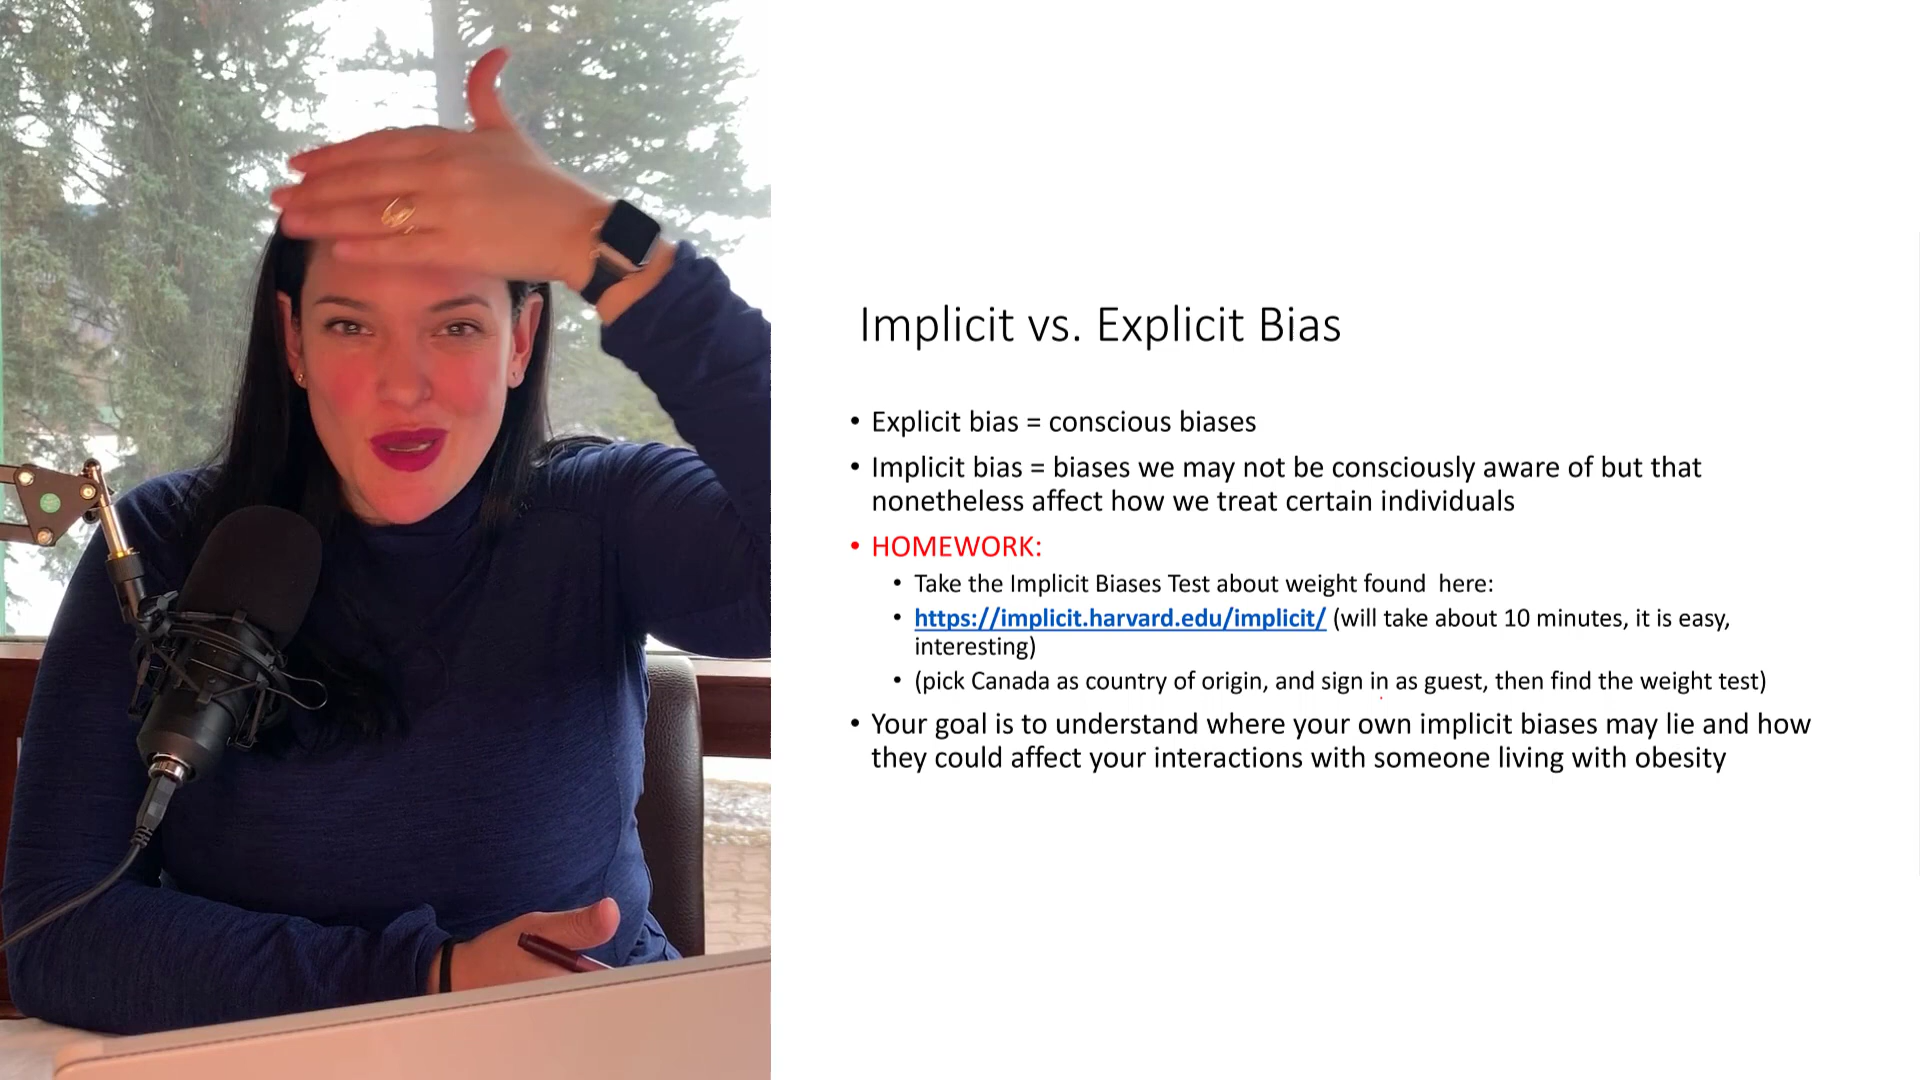 Implicit vs. Explicit Bias
• Explicit bias = conscious biases
• Implicit bias = biases we may not be consciously aware of but that
nonetheless affect how we treat certain individuals
• HOMEWORK:
• Take the Implicit Biases Test about weight found  here:
• https://implicit.harvard.edu/implicit/ (will take about 10 minutes, it is easy,
interesting)
• (pick Canada as country of origin, and sign in as guest, then find the weight test)
• Your goal is to understand where your own implicit biases may lie and how
they could affect your interactions with someone living with obesity